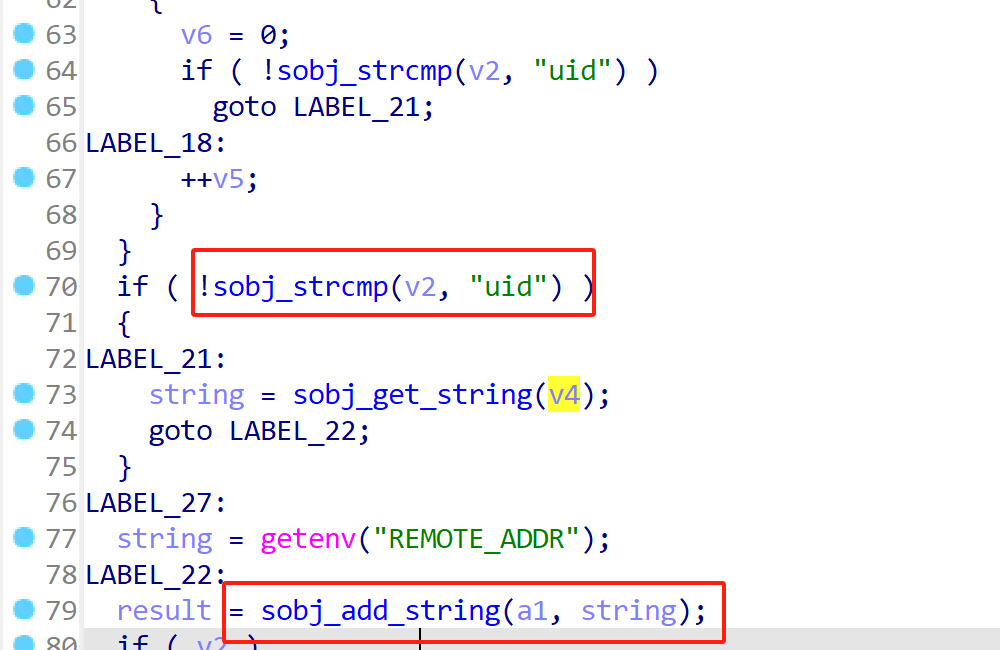 62 {
63 v6 = 0;
64 if ( !sobj_strcmp(v2, "uid") )
65 goto LABEL_21;
66 LABEL_18:
67 ++v5;
68 }
69 }
70 if ( !sobj_strcmp(v2, "uid") )
71 {
72 LABEL_21:
73 string = sobj_get_string(v4);
74 goto LABEL_22;
75 }
76 LABEL_27:
77 string = getenv("REMOTE_ADDR");
78 LABEL_22:
79 result = sobj_add_string(a1, string);
80 if ( v2 )